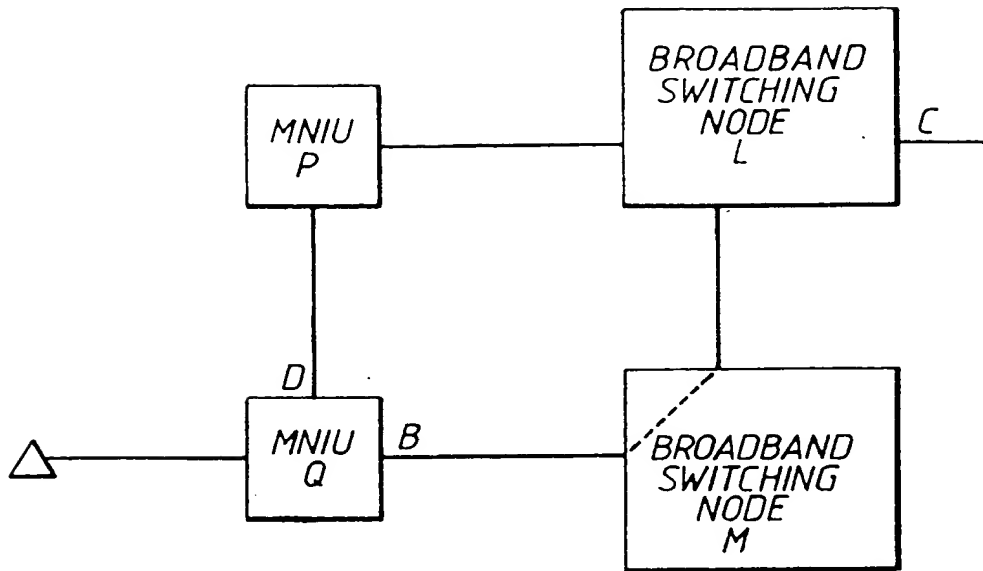 BROADBAND
SWITCHING
NODE
L
C
MNIU
P
D
MNIU
Q
B
BROADBAND
SWITCHING
NODE
M